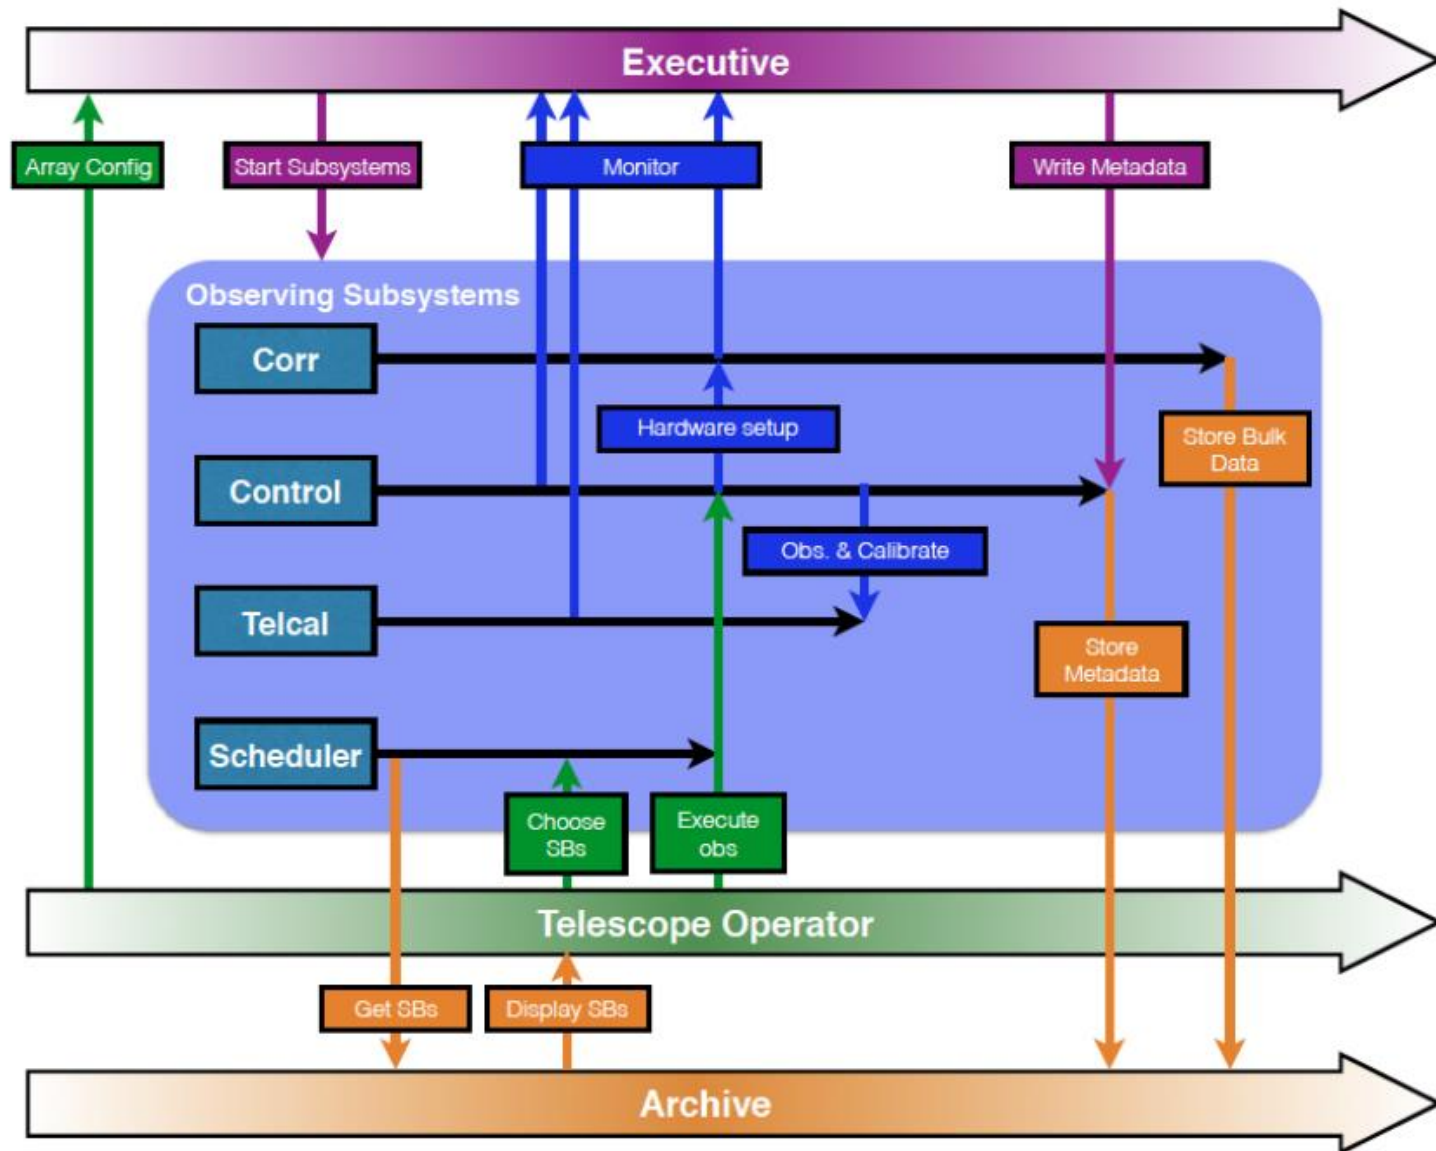 Executive
Array Config
Start Subsystems
Monitor
Write Metadata
Observing Subsystems
Corr
Hardware setup
Store Bulk
Data
Control
Obs. & Calibrate
Telcal
Store
Metadata
Scheduler
Choose
SBs
Execute
obs
Telescope Operator
Get SBs
Display SBs
Archive